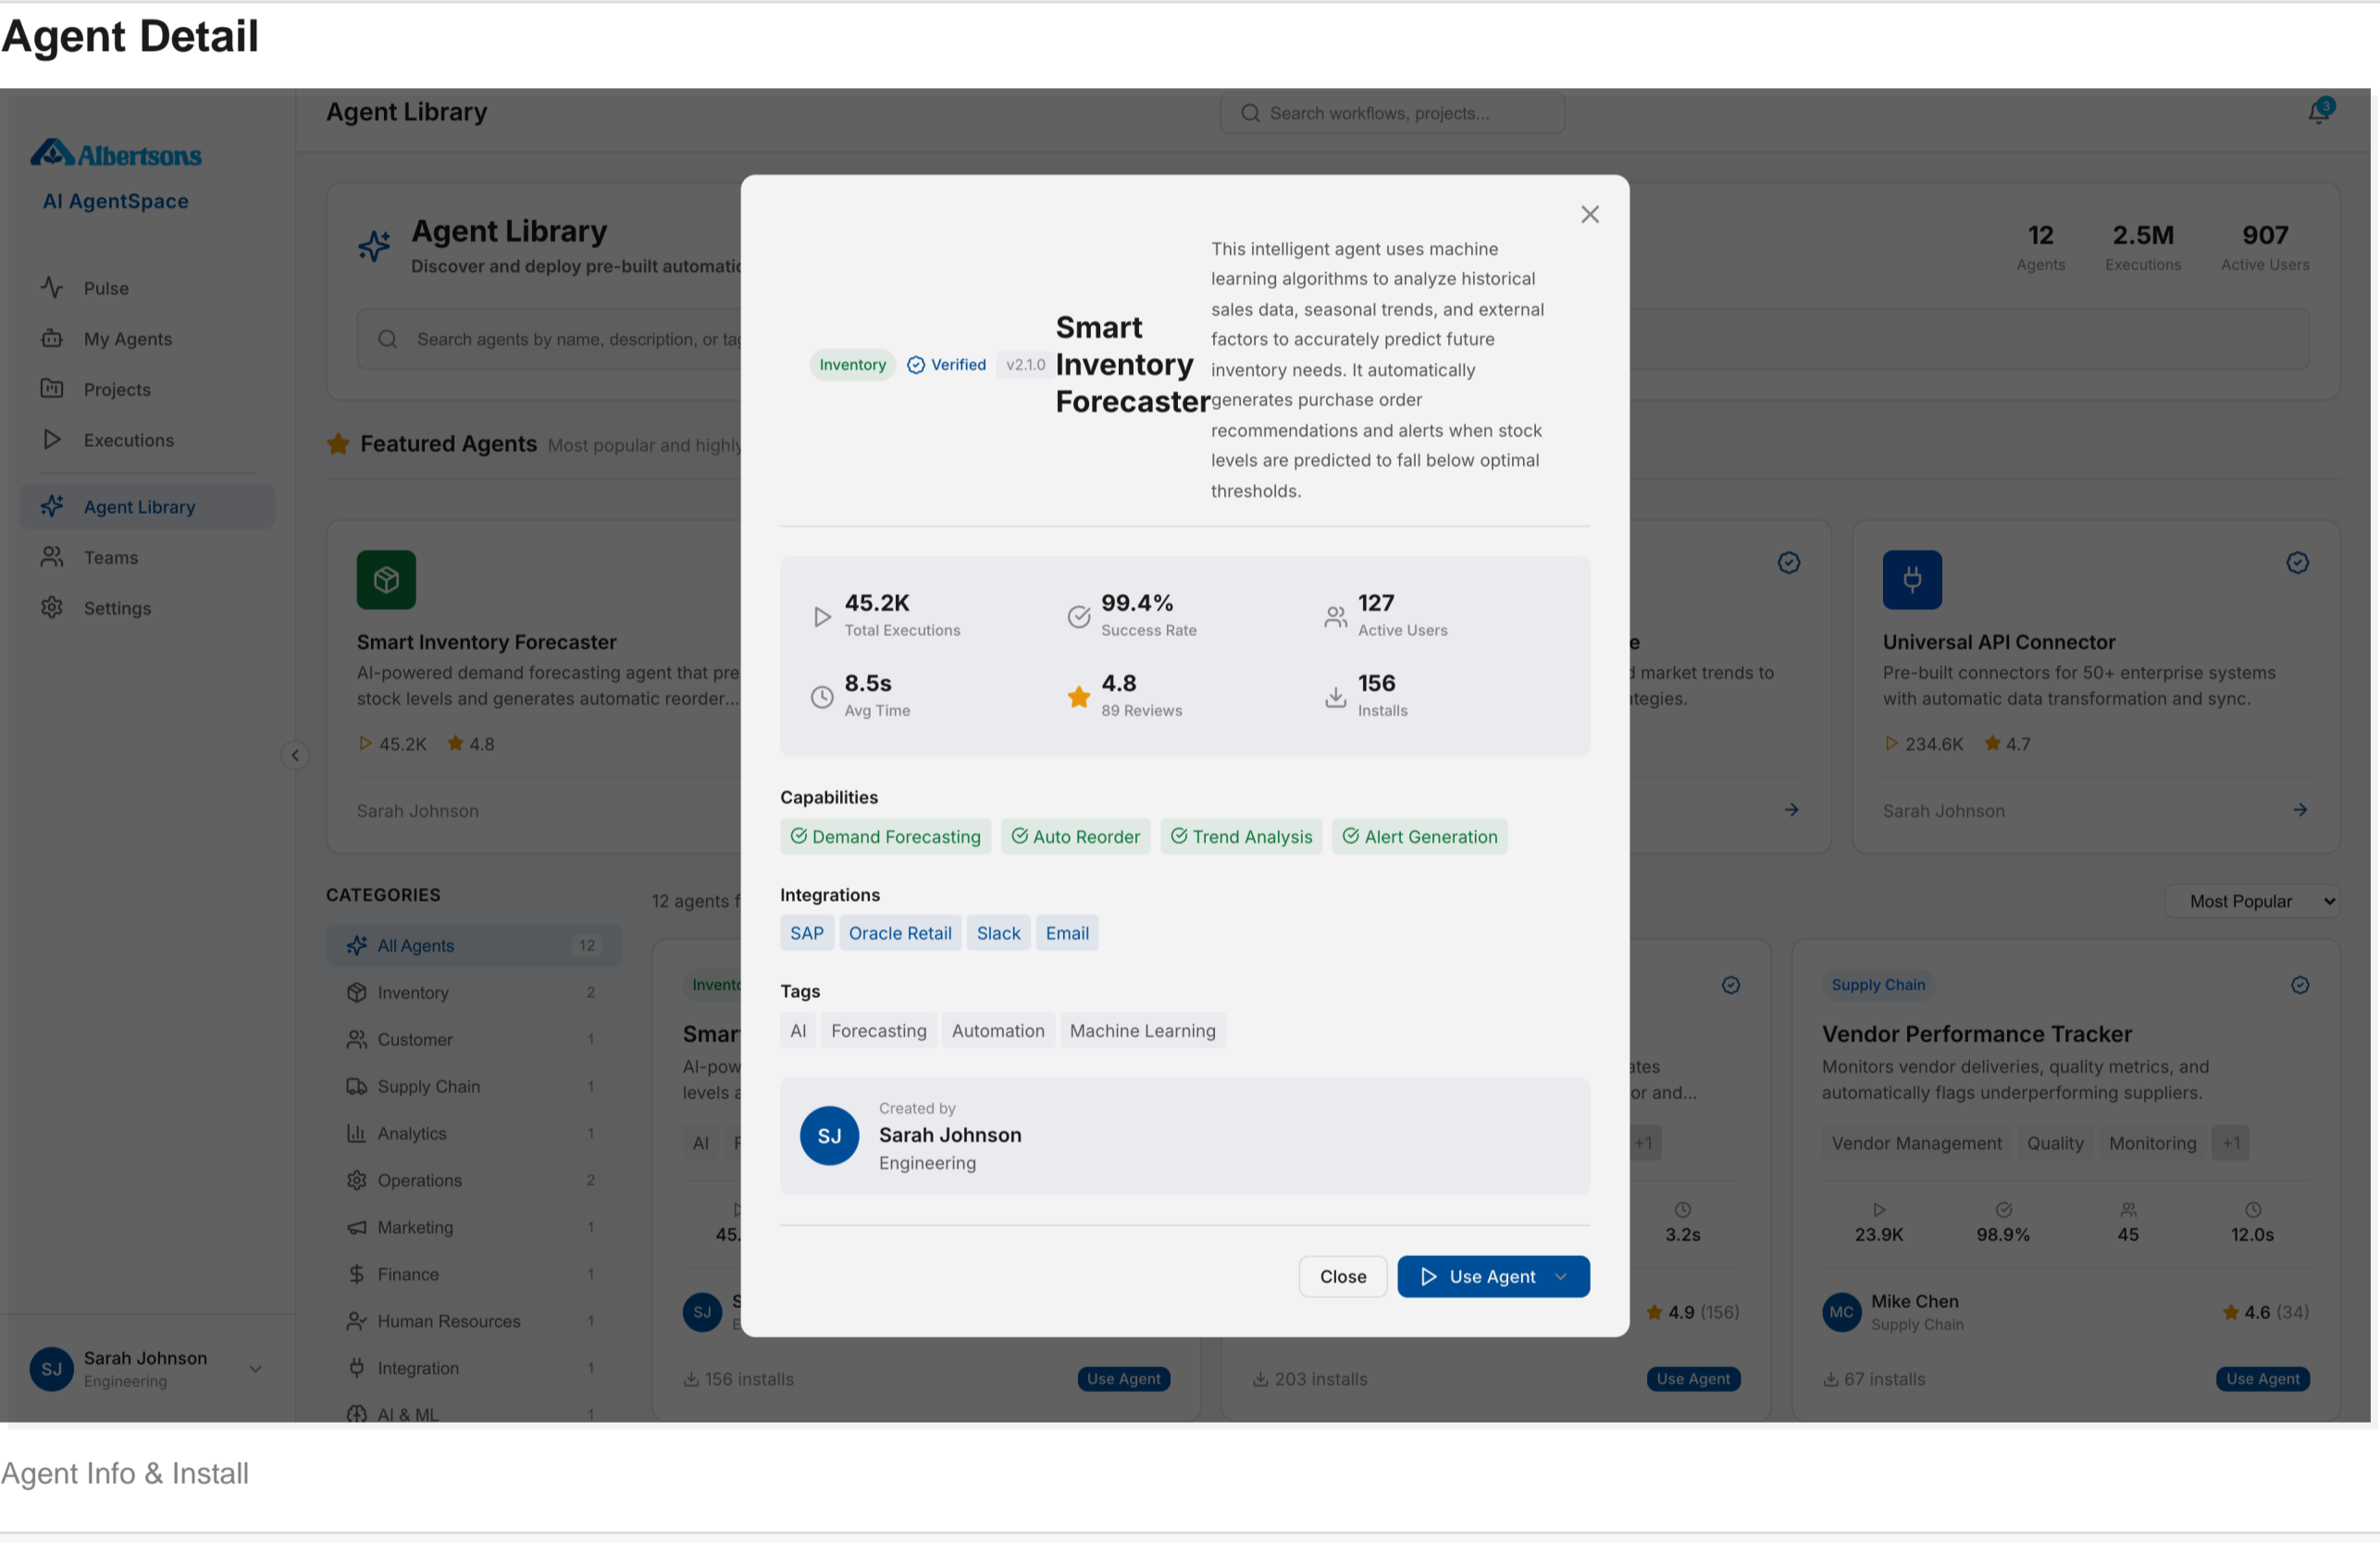 Agent Detail
Albertsons
AI AgentSpace
Pulse
My Agents
Projects
Executions
Agent Library
Teams
Settings
Sarah Johnson
Engineering
SJ
Agent Library
Search workflows, projects...
3
Agent Library
Discover and deploy pre-built
Search agents by name, description, or
12
Agents
2.5M
Executions
907
Active Users
Featured Agents
Most popular and highly
Smart Inventory Forecaster
AI-powered demand forecasting agent that
stock levels and generates automatic reorder...
45.2K
4.8
Sarah Johnson
market trends to
Universal API Connector
Pre-built connectors for 50+ enterprise systems
with automatic data transformation and sync.
234.6K
4.7
Sarah Johnson
CATEGORIES
All Agents 12
Inventory 2
Customer 1
Supply Chain 1
Analytics 1
Operations 2
Marketing 1
Finance 1
Human Resources 1
Integration 1
AI & ML 1
12 agents
Most Popular
AI
levels
SJ
156 installs
Use Agent
or and...
+1
3.2s
4.9 (156)
203 installs
Use Agent
Supply Chain
Vendor Performance Tracker
Monitors vendor deliveries, quality metrics, and
automatically flags underperforming suppliers.
Vendor Management
Quality
Monitoring
+1
23.9K
98.9%
45
12.0s
MC
Mike Chen
Supply Chain
4.6 (34)
67 installs
Use Agent
Inventory
Verified
v2.1.0
Smart
Inventory
Forecaster
This intelligent agent uses machine
learning algorithms to analyze historical
sales data, seasonal trends, and external
factors to accurately predict future
inventory needs. It automatically
generates purchase order
recommendations and alerts when stock
levels are predicted to fall below optimal
thresholds.
45.2K
Total Executions
99.4%
Success Rate
127
Active Users
8.5s
Avg Time
4.8
89 Reviews
156
Installs
Capabilities
Demand Forecasting
Auto Reorder
Trend Analysis
Alert Generation
Integrations
SAP
Oracle Retail
Slack
Email
Tags
AI
Forecasting
Automation
Machine Learning
SJ
Created by
Sarah Johnson
Engineering
Close
Use Agent
Agent Info & Install